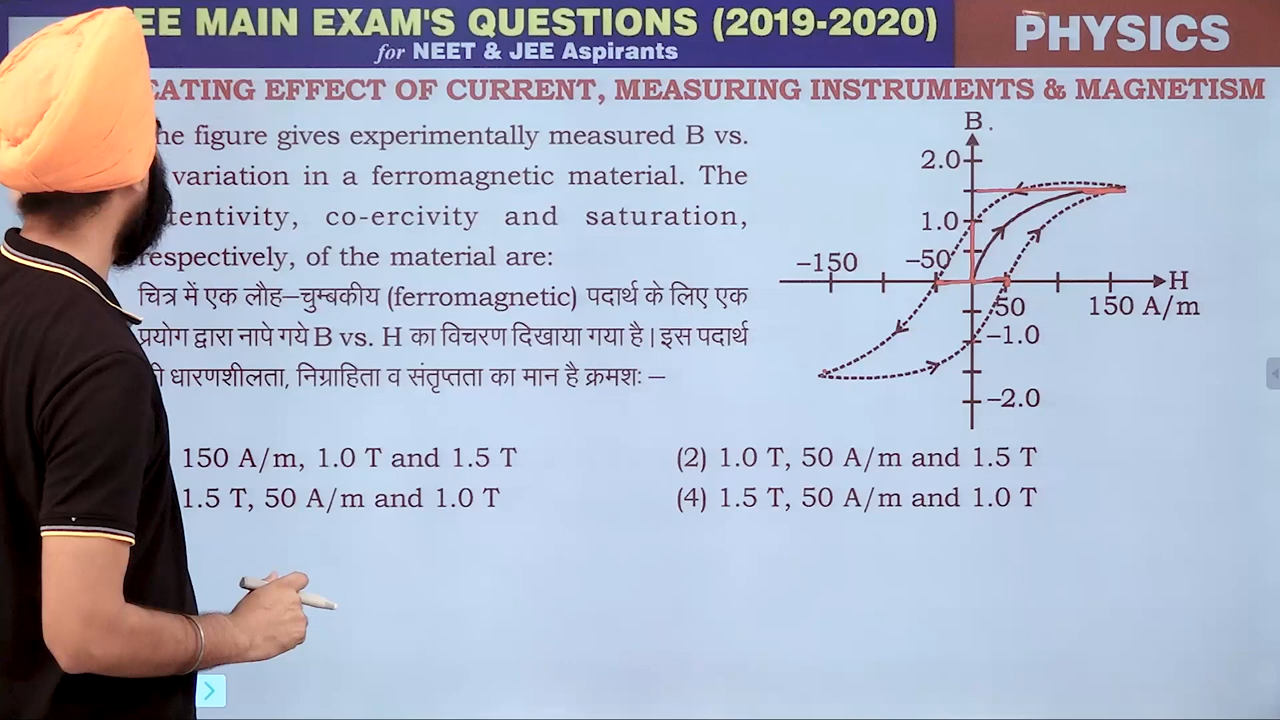 EE MAIN EXAM'S QUESTIONS (2019-2020)
for NEET & JEE Aspirants
PHYSICS
EATING EFFECT OF CURRENT, MEASURING INSTRUMENTS & MAGNETISM
he figure gives experimentally measured B vs.
variation in a ferromagnetic material. The
tentivity, co-ercivity and saturation,
respectively, of the material are:
चित्र में एक लौह–चुम्बकीय (ferromagnetic) पदार्थ के लिए एक
प्रयोग द्वारा नापे गये B vs. H का विचरण दिखाया गया है। इस पदार्थ
धारणशीलता, निग्राहिता व संतृप्तता का मान है क्रमशः –
B
2.0
1.0
–150
–50
H
50
150 A/m
–1.0
–2.0
150 A/m, 1.0 T and 1.5 T
(2) 1.0 T, 50 A/m and 1.5 T
1.5 T, 50 A/m and 1.0 T
(4) 1.5 T, 50 A/m and 1.0 T